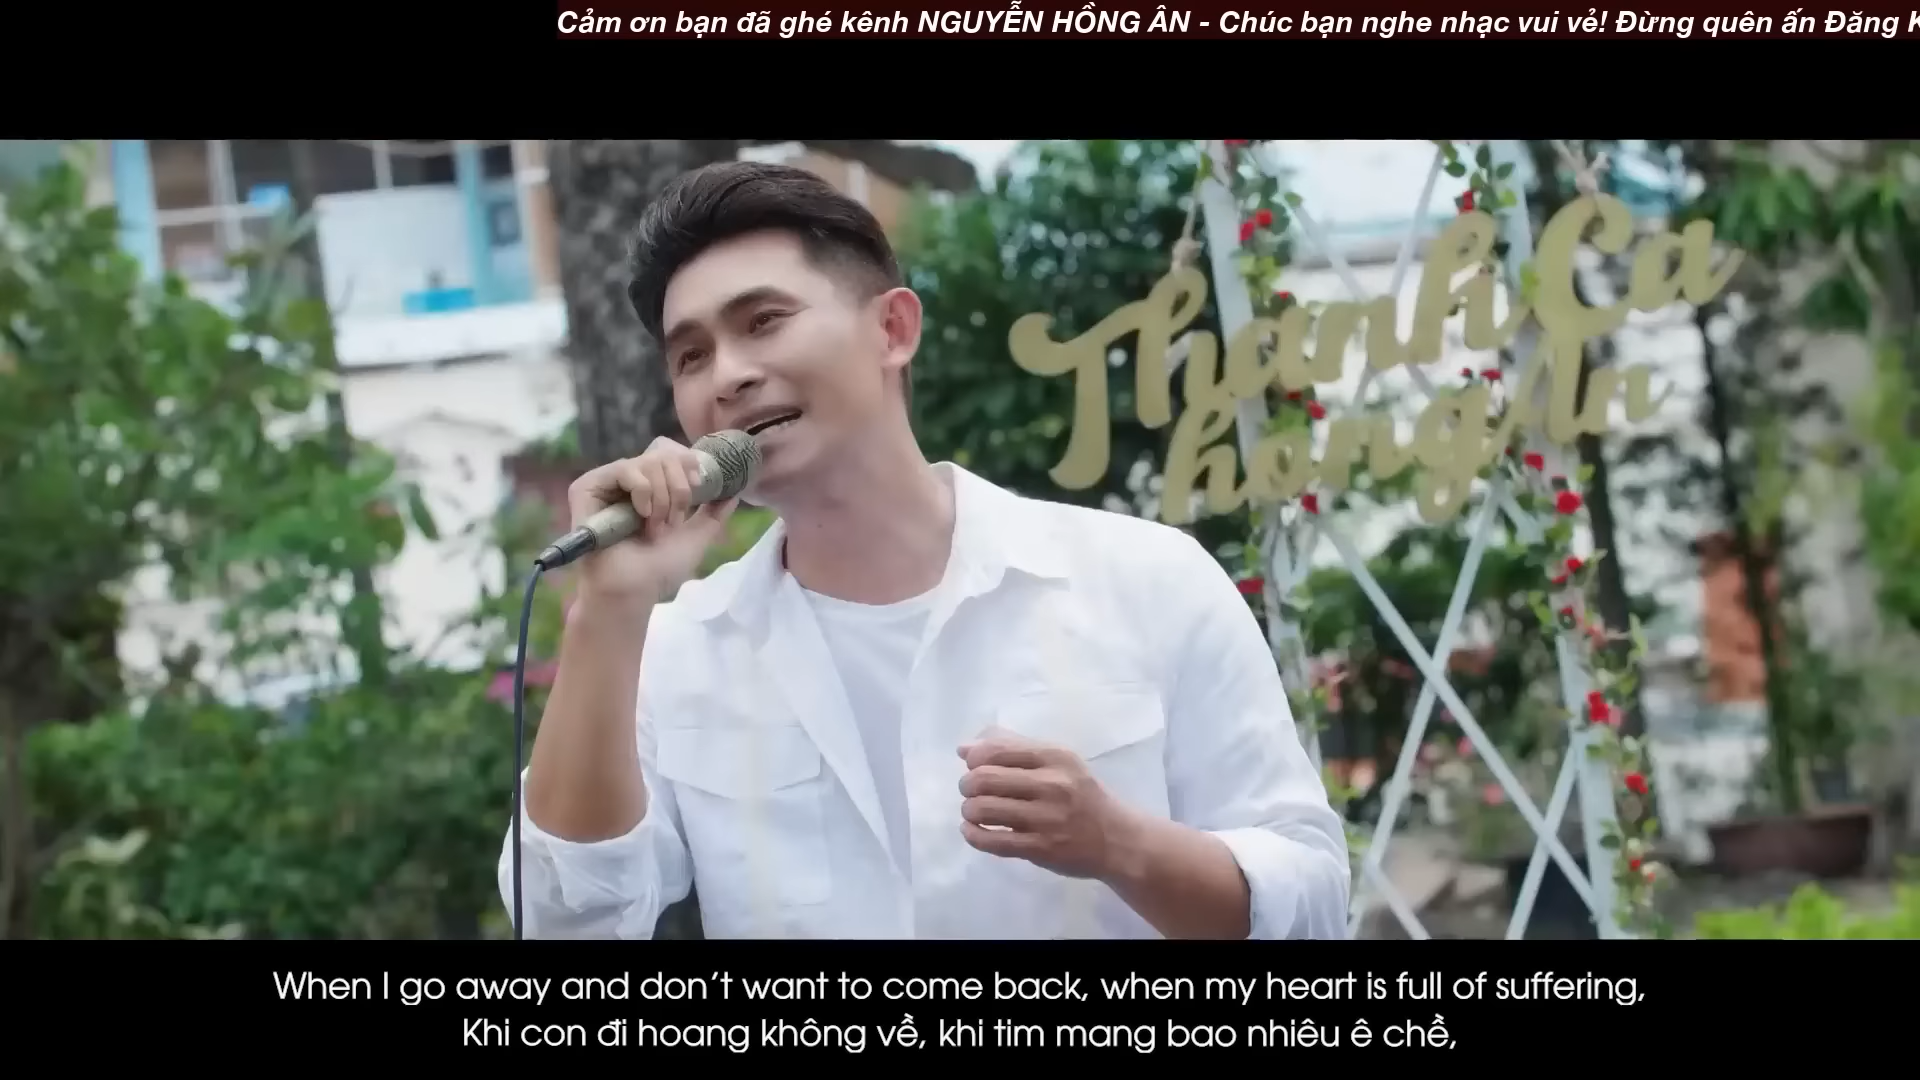 Cảm ơn bạn đã ghé kênh NGUYỄN HỒNG ÂN - Chúc bạn nghe nhạc vui vẻ! Đừng quên ấn Đăng
Thanh Ca
hong An
When I go away and don't want to come back, when my heart is full of suffering,
Khi con đi hoang không về, khi tim mang bao nhiêu ê chề,